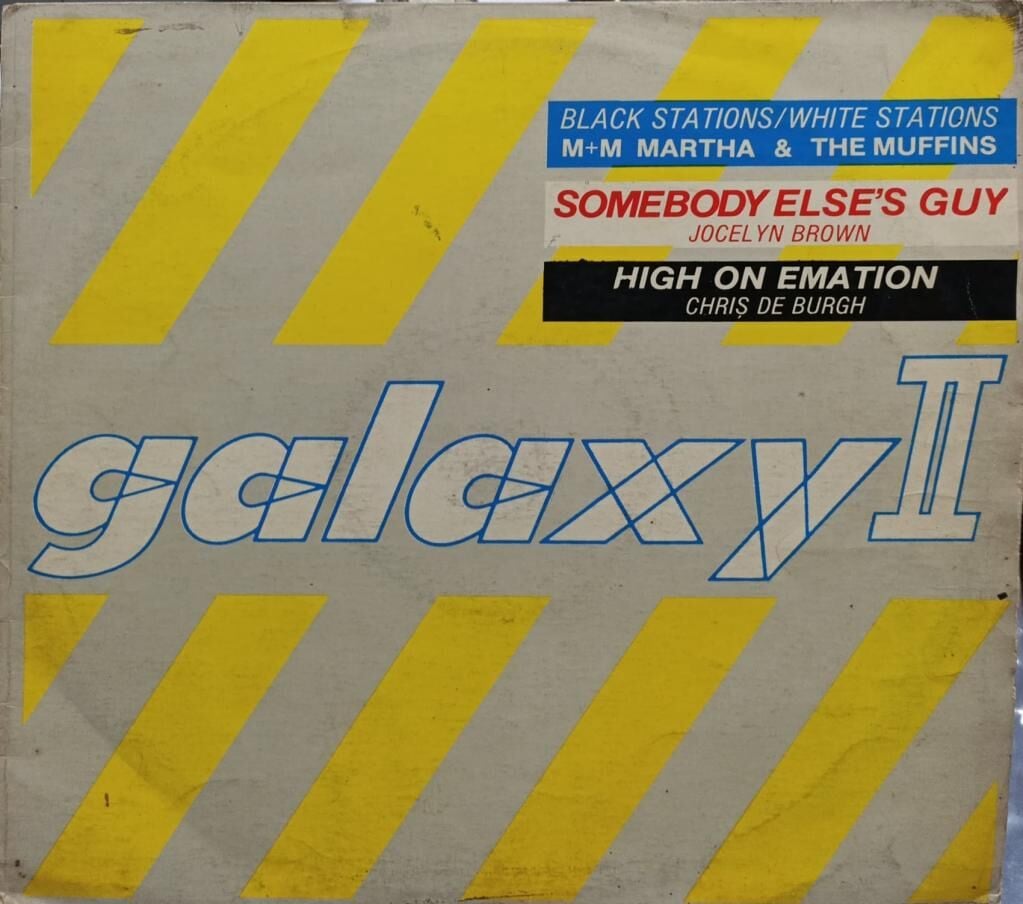 BLACK STATIONS/WHITE STATIONS
M+M MARTHA & THE MUFFINS
SOMEBODY ELSE'S GUY
JOCELYN BROWN
HIGH ON EMATION
CHRIS DE BURGH
galaxy II